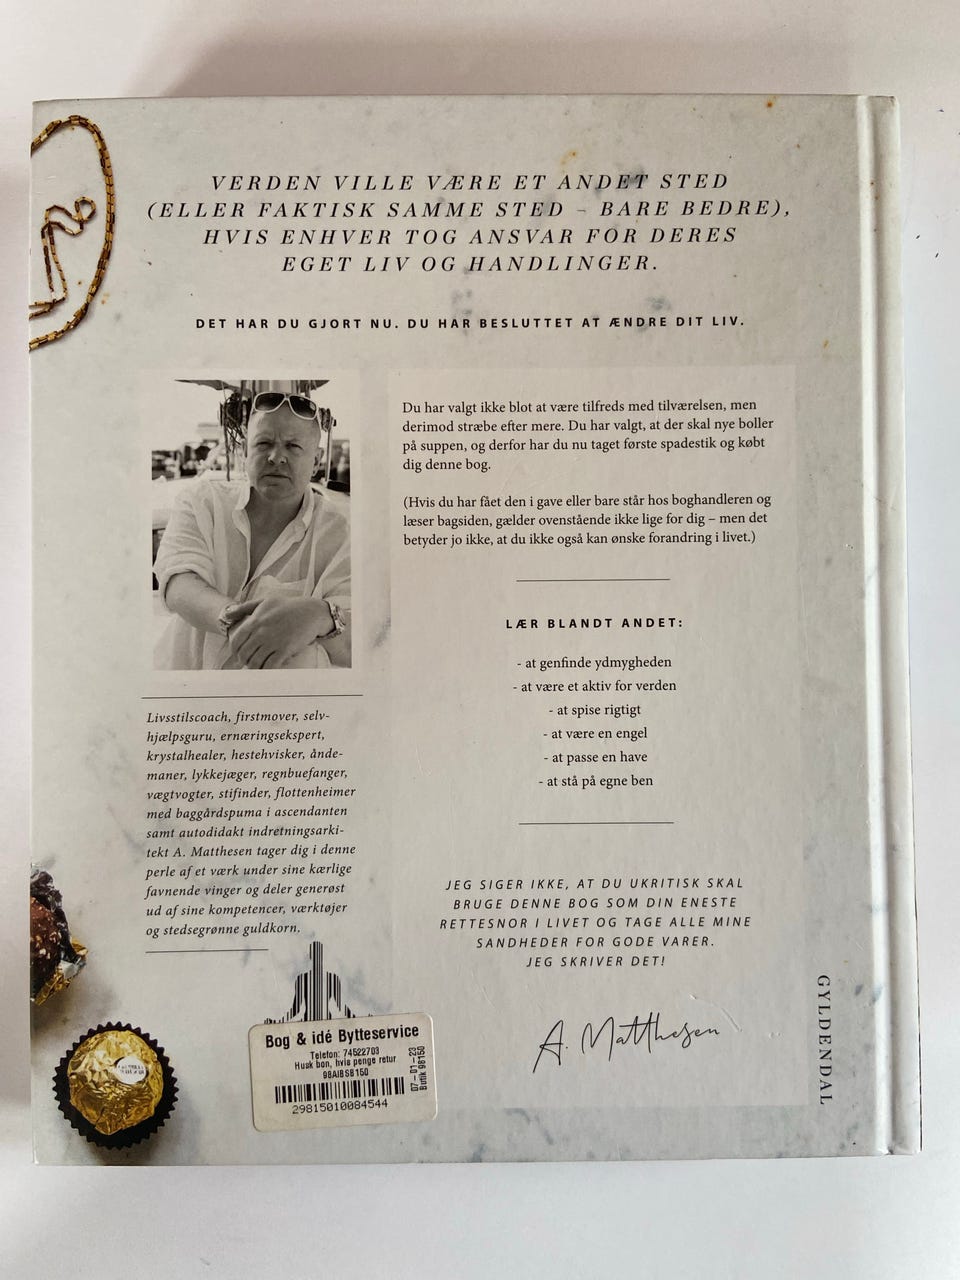 VERDEN VILLE VÆRE ET ANDET STED
(ELLER FAKTISK SAMME STED – BARE BEDRE),
HVIS ENHVER TOG ANSVAR FOR DERES
EGET LIV OG HANDLINGER.
DET HAR DU GJORT NU. DU HAR BESLUTTET AT ÆNDRE DIT LIV.
Du har valgt ikke blot at være tilfreds med tilværelsen, men
derimod stræbe efter mere. Du har valgt, at der skal nye boller
på suppen, og derfor har du nu taget første spadestik og købt
dig denne bog.
(Hvis du har fået den i gave eller bare står hos boghandleren og
læser bagsiden, gælder ovenstående ikke lige for dig – men det
betyder jo ikke, at du ikke også kan ønske forandring i livet.)
LÆR BLANDT ANDET:
- at genfinde ydmygheden
- at være et aktiv for verden
- at spise rigtigt
- at være en engel
- at passe en have
- at stå på egne ben
Livsstilscoach, firstmover, selv-
hjælpsguru, ernæringsekspert,
krystalhealer, hestehvisker, ånde-
maner, lykkejæger, regnbuefanger,
vægtvogter, stifinder, flottenheimer
med baggårdspuma i ascendanten
samt autodidakt indretningsarki-
tekt A. Matthesen tager dig i denne
perle af et værk under sine kærlige
favnende vinger og deler generøst
ud af sine kompetencer, værktøjer
og stedsegrønne guldkorn.
JEG SIGER IKKE, AT DU UKRITISK SKAL
BRUGE DENNE BOG SOM DIN ENESTE
RETTESNOR I LIVET OG TAGE ALLE MINE
SANDHEDER FOR GODE VARER.
JEG SKRIVER DET!
A. Matthesen
GYLDENDAL
Bog & idé Bytteservice
Telefon: 74522703
Husk bon, hvis penge retur
98AIBSB150
29815010084544
07-01-23
Butik 98150